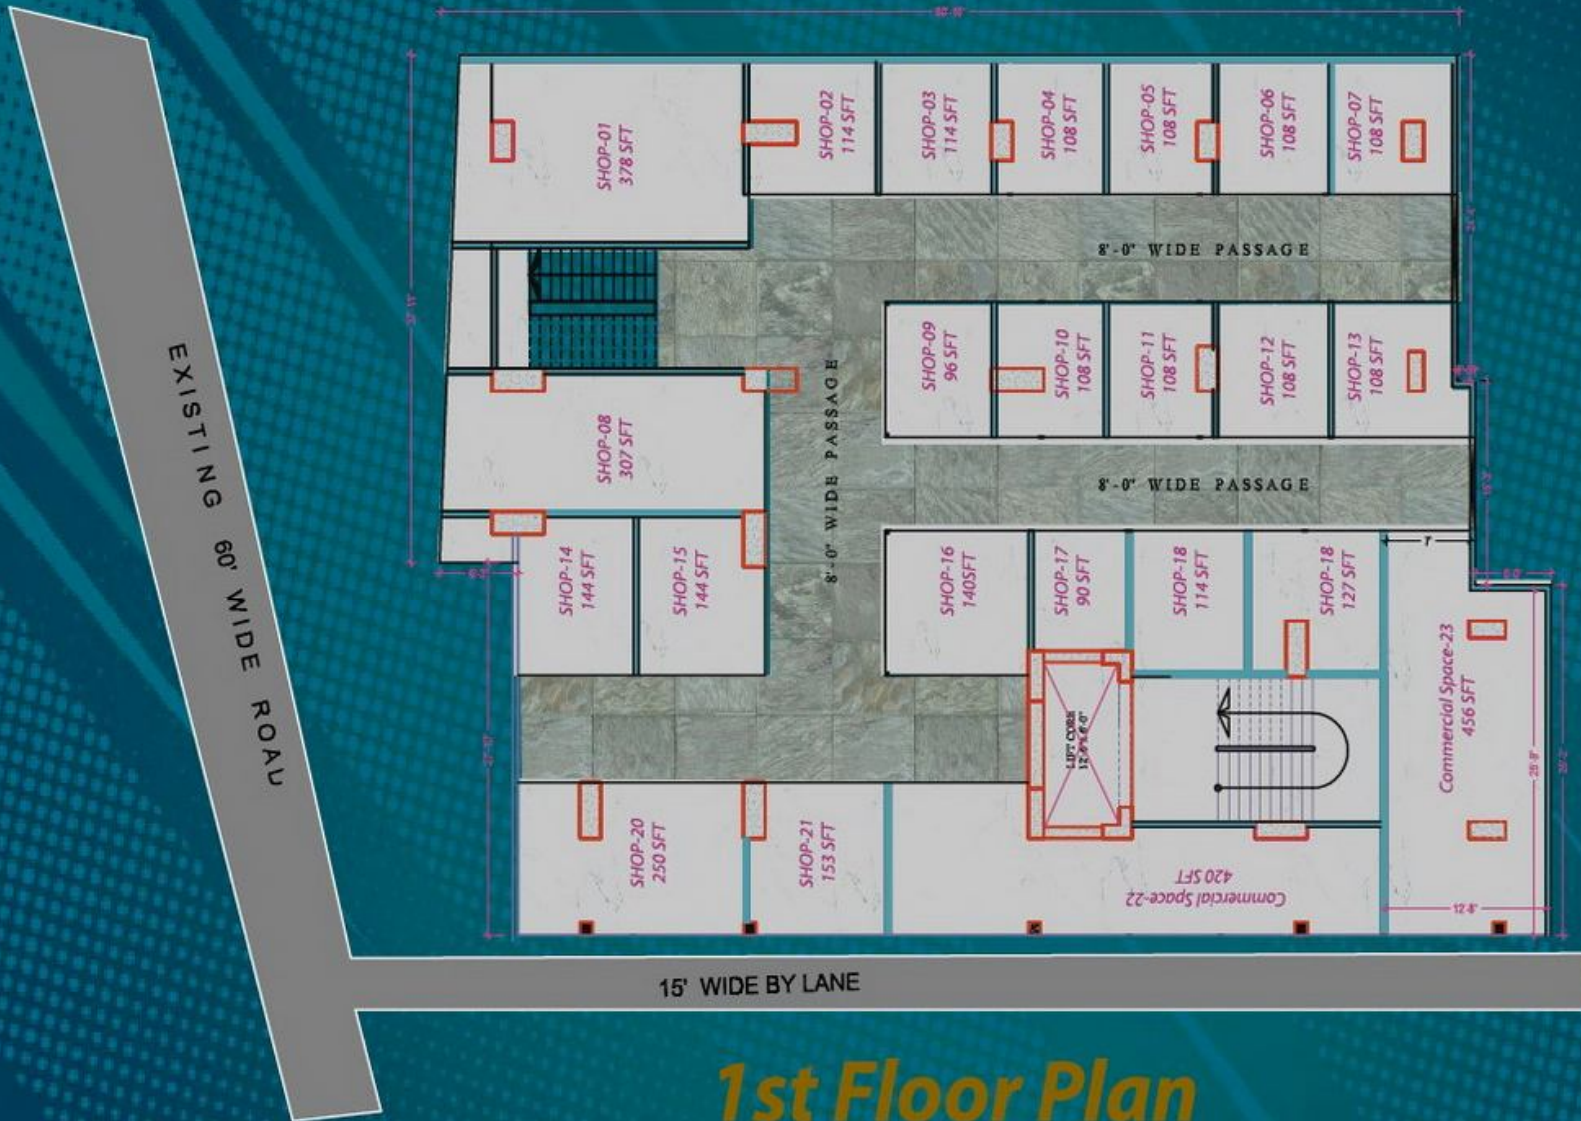 SHOP-01
378 SFT
SHOP-02
114 SFT
SHOP-03
114 SFT
SHOP-04
108 SFT
SHOP-05
108 SFT
SHOP-06
108 SFT
SHOP-07
108 SFT
8'-0" WIDE PASSAGE
SHOP-09
96 SFT
SHOP-10
108 SFT
SHOP-11
108 SFT
SHOP-12
108 SFT
SHOP-13
108 SFT
SHOP-08
307 SFT
8'-0" WIDE PASSAGE
8'-0" WIDE PASSAGE
SHOP-14
144 SFT
SHOP-15
144 SFT
SHOP-16
140SFT
SHOP-17
90 SFT
SHOP-18
114 SFT
SHOP-18
127 SFT
Commercial Space-23
456 SFT
LIFT CORE
SHOP-20
250 SFT
SHOP-21
153 SFT
Commercial Space-22
420 SFT
EXISTING 60' WIDE ROAD
15' WIDE BY LANE
1st Floor Plan